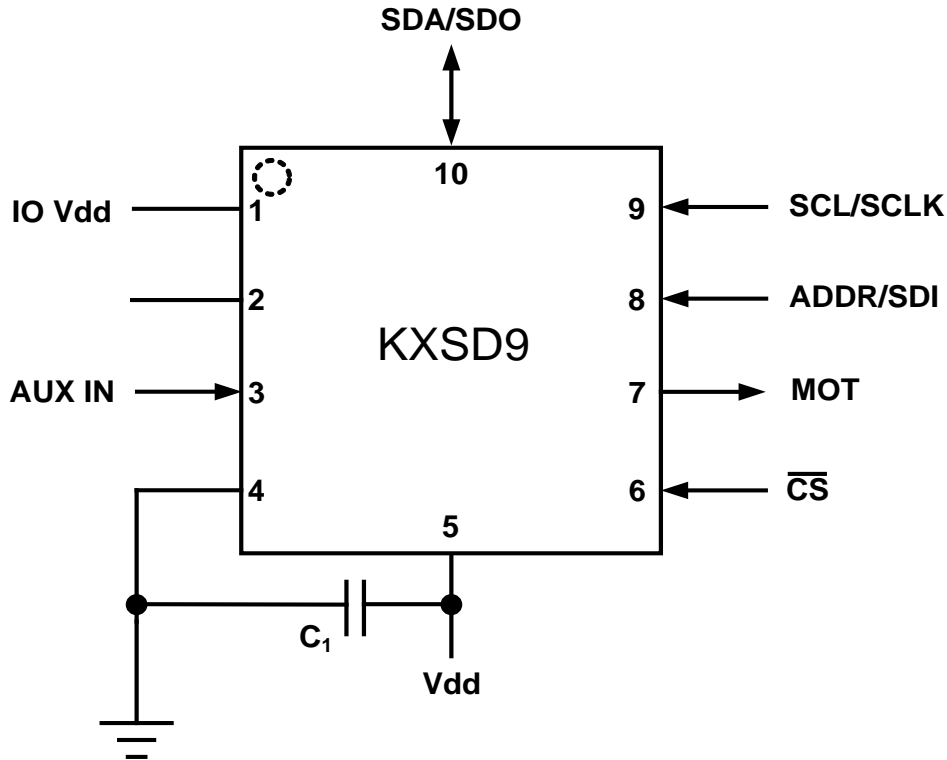 SDA/SDO
10
IO Vdd
1
9
SCL/SCLK
2
8
ADDR/SDI
KXSD9
AUX IN
3
7
MOT
4
6
C̅S̅
5
C₁
Vdd